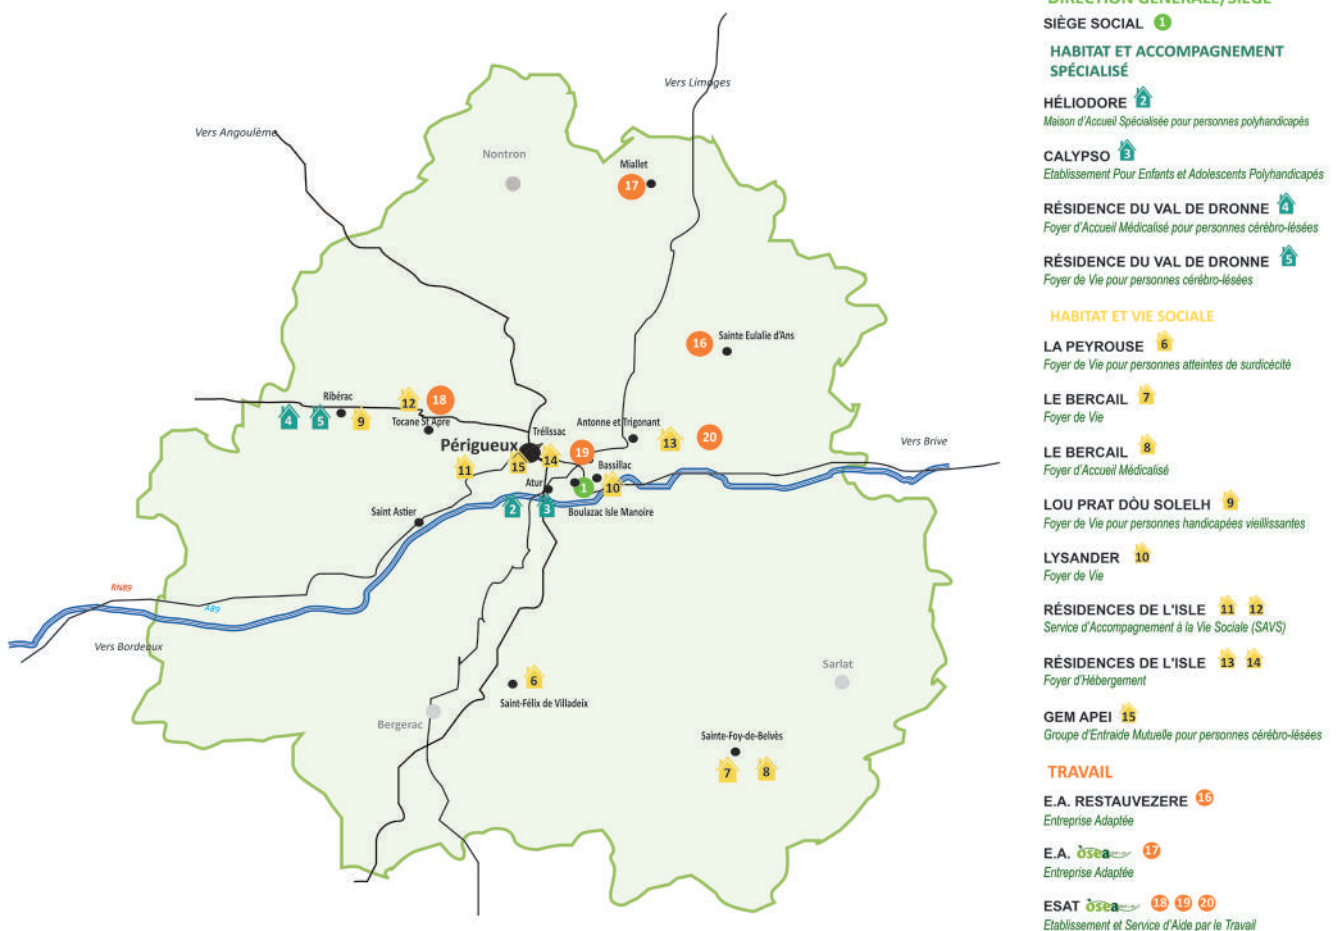 Vers Limoges
Vers Angoulême
Nontron
Miallet
17
16
Sainte Eulalie d'Ans
Ribérac
4
5
9
12
18
Tocane St Apre
Trélissac
Antonne et Trigonant
13
20
Périgueux
15
14
19
11
Bassillac
Vers Brive
Atur
1
10
2
3
Boulazac Isle Manoire
Saint Astier
RN89
A89
Vers Bordeaux
6
Saint-Félix de Villadeix
Sarlat
Bergerac
Sainte-Foy-de-Belvès
7
8
DIRECTION GÉNÉRALE/SIÈGE
SIÈGE SOCIAL 1
HABITAT ET ACCOMPAGNEMENT
SPÉCIALISÉ
HÉLIODORE 2
Maison d'Accueil Spécialisée pour personnes polyhandicapés
CALYPSO 3
Etablissement Pour Enfants et Adolescents Polyhandicapés
RÉSIDENCE DU VAL DE DRONNE 4
Foyer d'Accueil Médicalisé pour personnes cérébro-lésées
RÉSIDENCE DU VAL DE DRONNE 5
Foyer de Vie pour personnes cérébro-lésées
HABITAT ET VIE SOCIALE
LA PEYROUSE 6
Foyer de Vie pour personnes atteintes de surdicécité
LE BERCAIL 7
Foyer de Vie
LE BERCAIL 8
Foyer d'Accueil Médicalisé
LOU PRAT DÒU SOLELH 9
Foyer de Vie pour personnes handicapées vieillissantes
LYSANDER 10
Foyer de Vie
RÉSIDENCES DE L'ISLE 11 12
Service d'Accompagnement à la Vie Sociale (SAVS)
RÉSIDENCES DE L'ISLE 13 14
Foyer d'Hébergement
GEM APEI 15
Groupe d'Entraide Mutuelle pour personnes cérébro-lésées
TRAVAIL
E.A. RESTAUVEZERE 16
Entreprise Adaptée
E.A. òsea 17
Entreprise Adaptée
ESAT òsea 18 19 20
Etablissement et Service d'Aide par le Travail